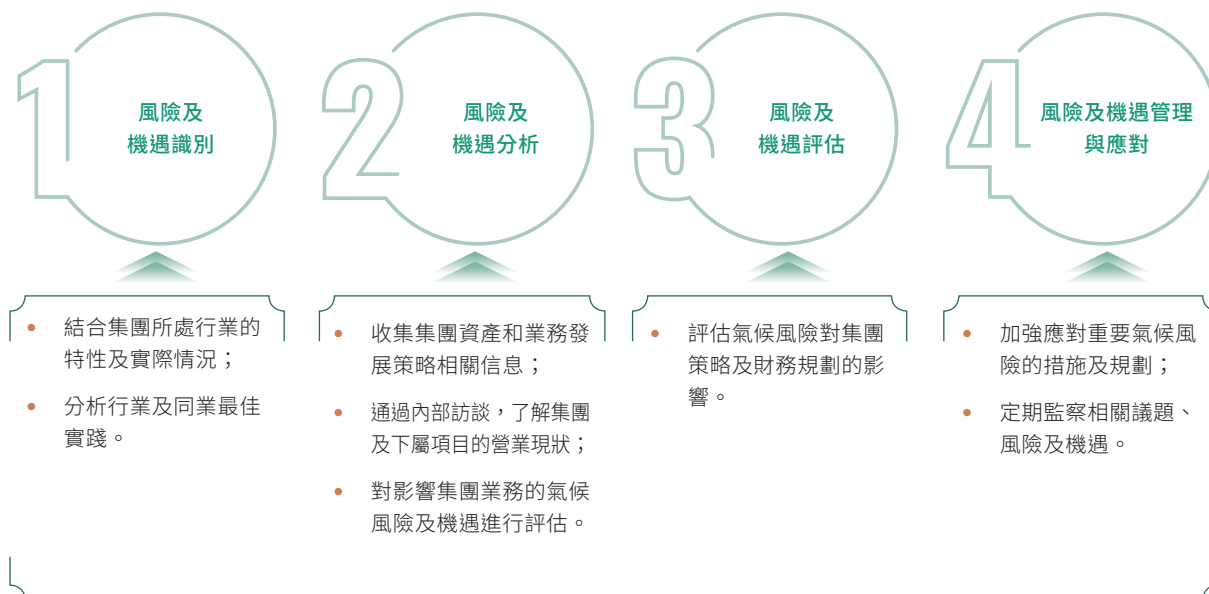 1
風險及
機遇識別
• 結合集團所處行業的
特性及實際情況；
• 分析行業及同業最佳
實踐。
2
風險及
機遇分析
• 收集集團資產和業務發
展策略相關信息；
• 通過內部訪談，了解集團
及下屬項目的營業現狀；
• 對影響集團業務的氣候
風險及機遇進行評估。
3
風險及
機遇評估
• 評估氣候風險對集團
策略及財務規劃的影
響。
4
風險及機遇管理
與應對
• 加強應對重要氣候風
險的措施及規劃；
• 定期監察相關議題、
風險及機遇。